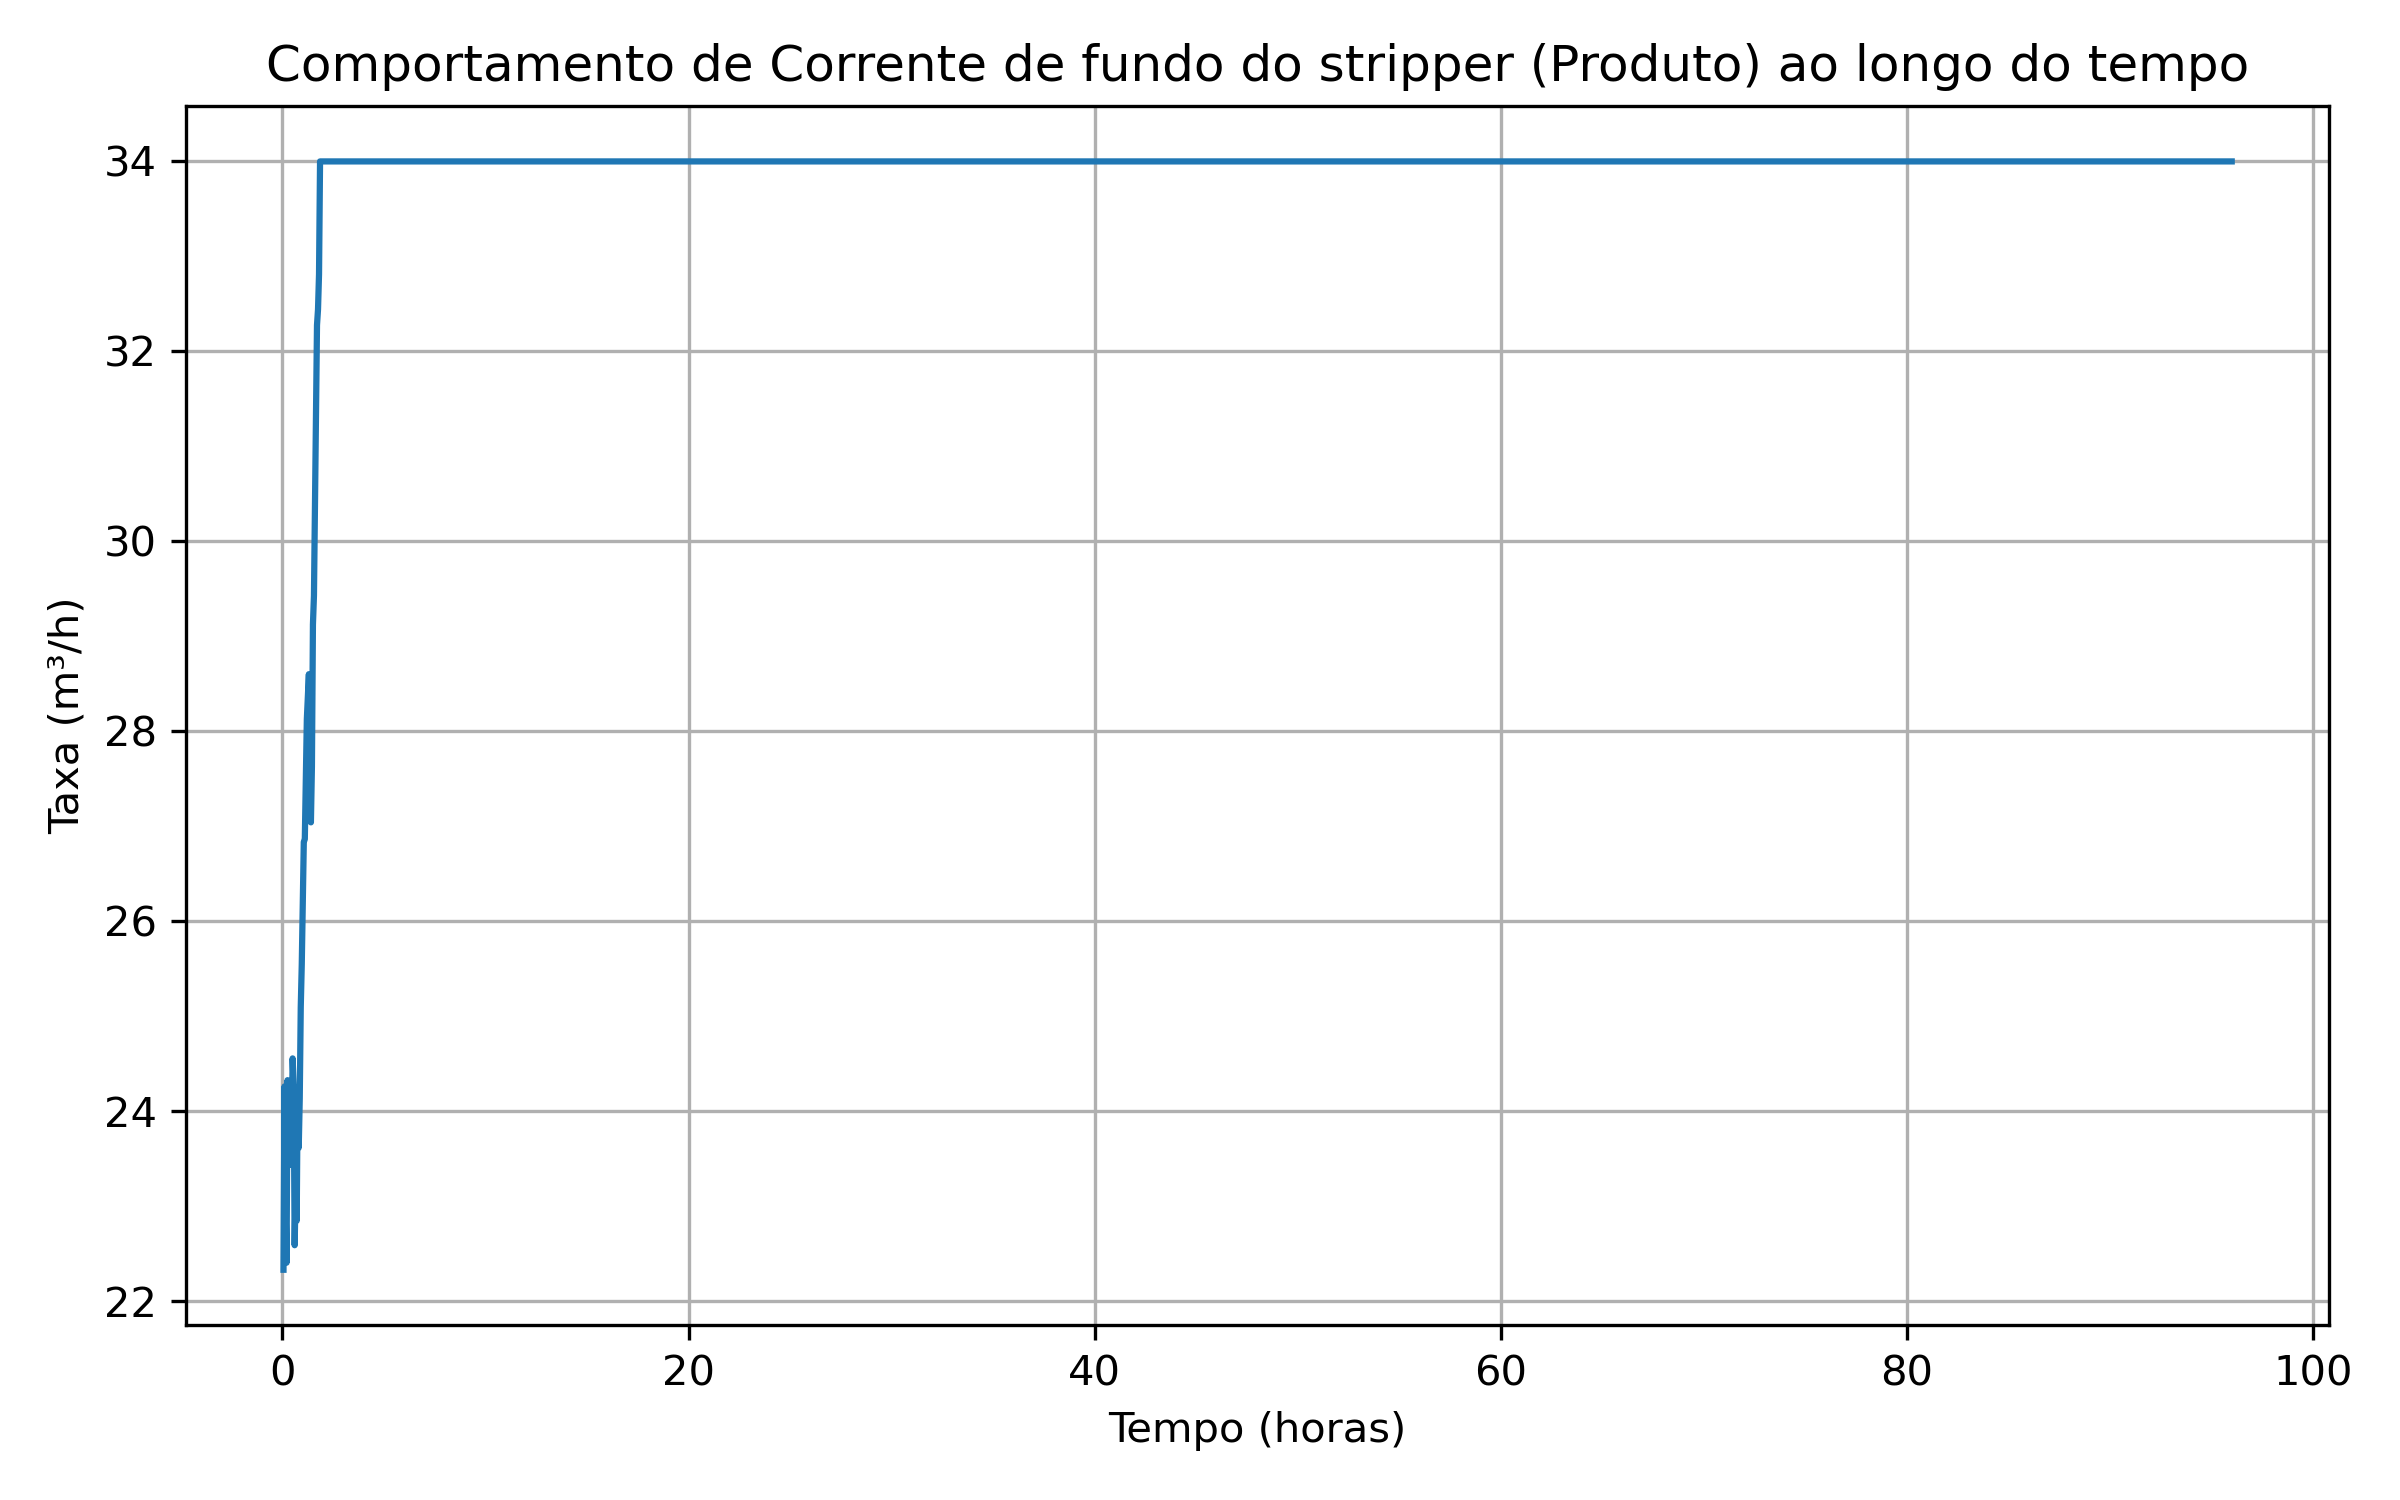 Comportamento de Corrente de fundo do stripper (Produto) ao longo do tempo
34
32
30
28
26
24
22
Taxa (m³/h)
0 20 40 60 80 100
Tempo (horas)